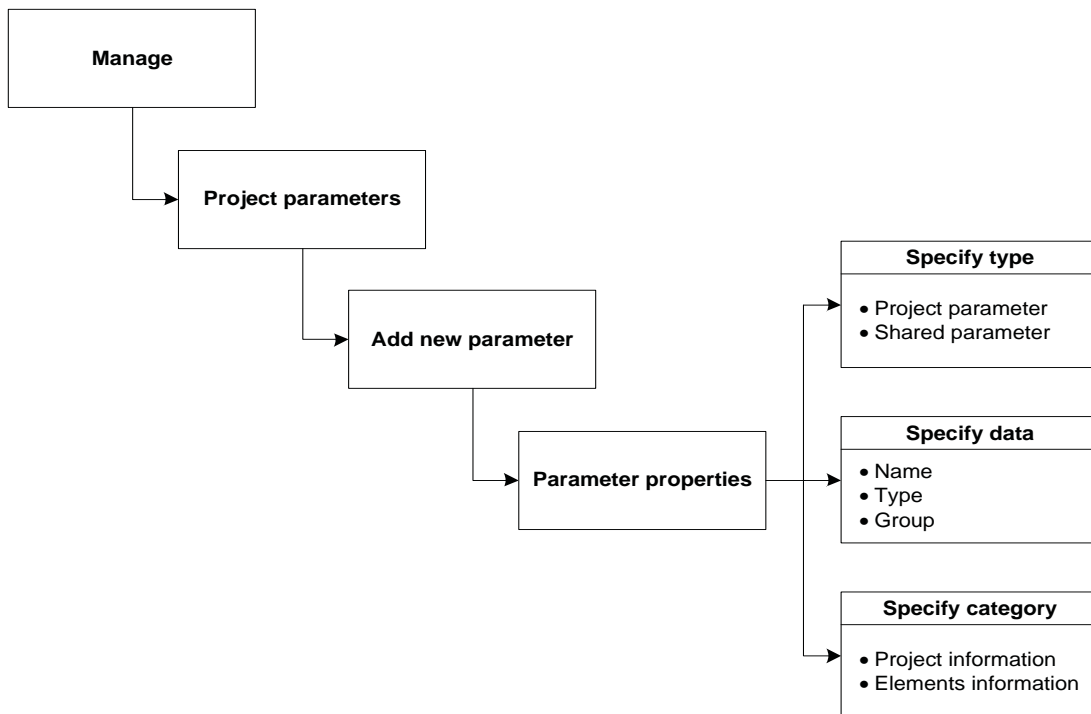 Manage
Project parameters
Add new parameter
Parameter properties
Specify type
• Project parameter
• Shared parameter
Specify data
• Name
• Type
• Group
Specify category
• Project information
• Elements information